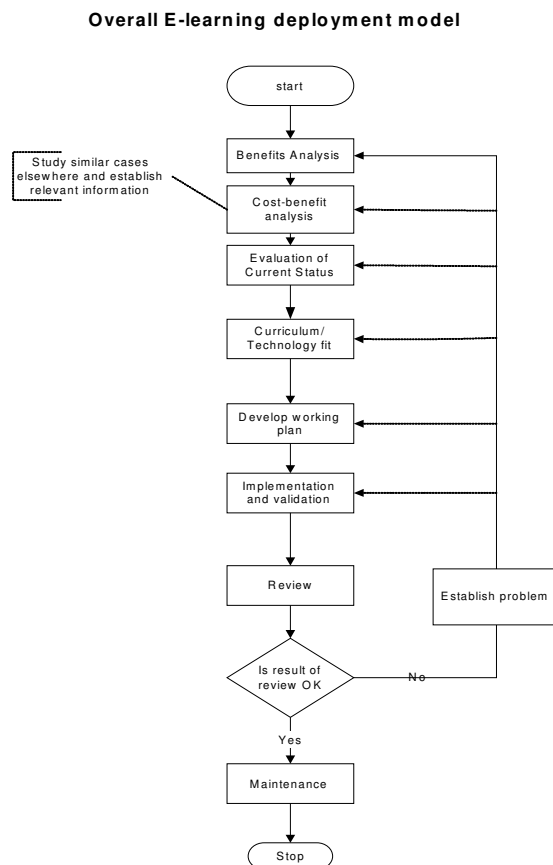 Overall E-learning deployment model
start
Benefits Analysis
Study similar cases
elsewhere and establish
relevant information
Cost-benefit
analysis
Evaluation of
Current Status
Curriculum/
Technology fit
Develop working
plan
Implementation
and validation
Review
Establish problem
Is result of
review OK
No
Yes
Maintenance
Stop